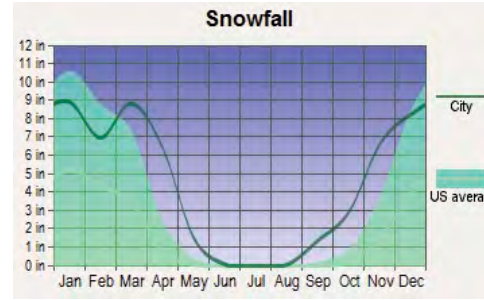 Snowfall
12 in
11 in
10 in
9 in
8 in
7 in
6 in
5 in
4 in
3 in
2 in
1 in
0 in
Jan Feb Mar Apr May Jun Jul Aug Sep Oct Nov Dec
City
US avera